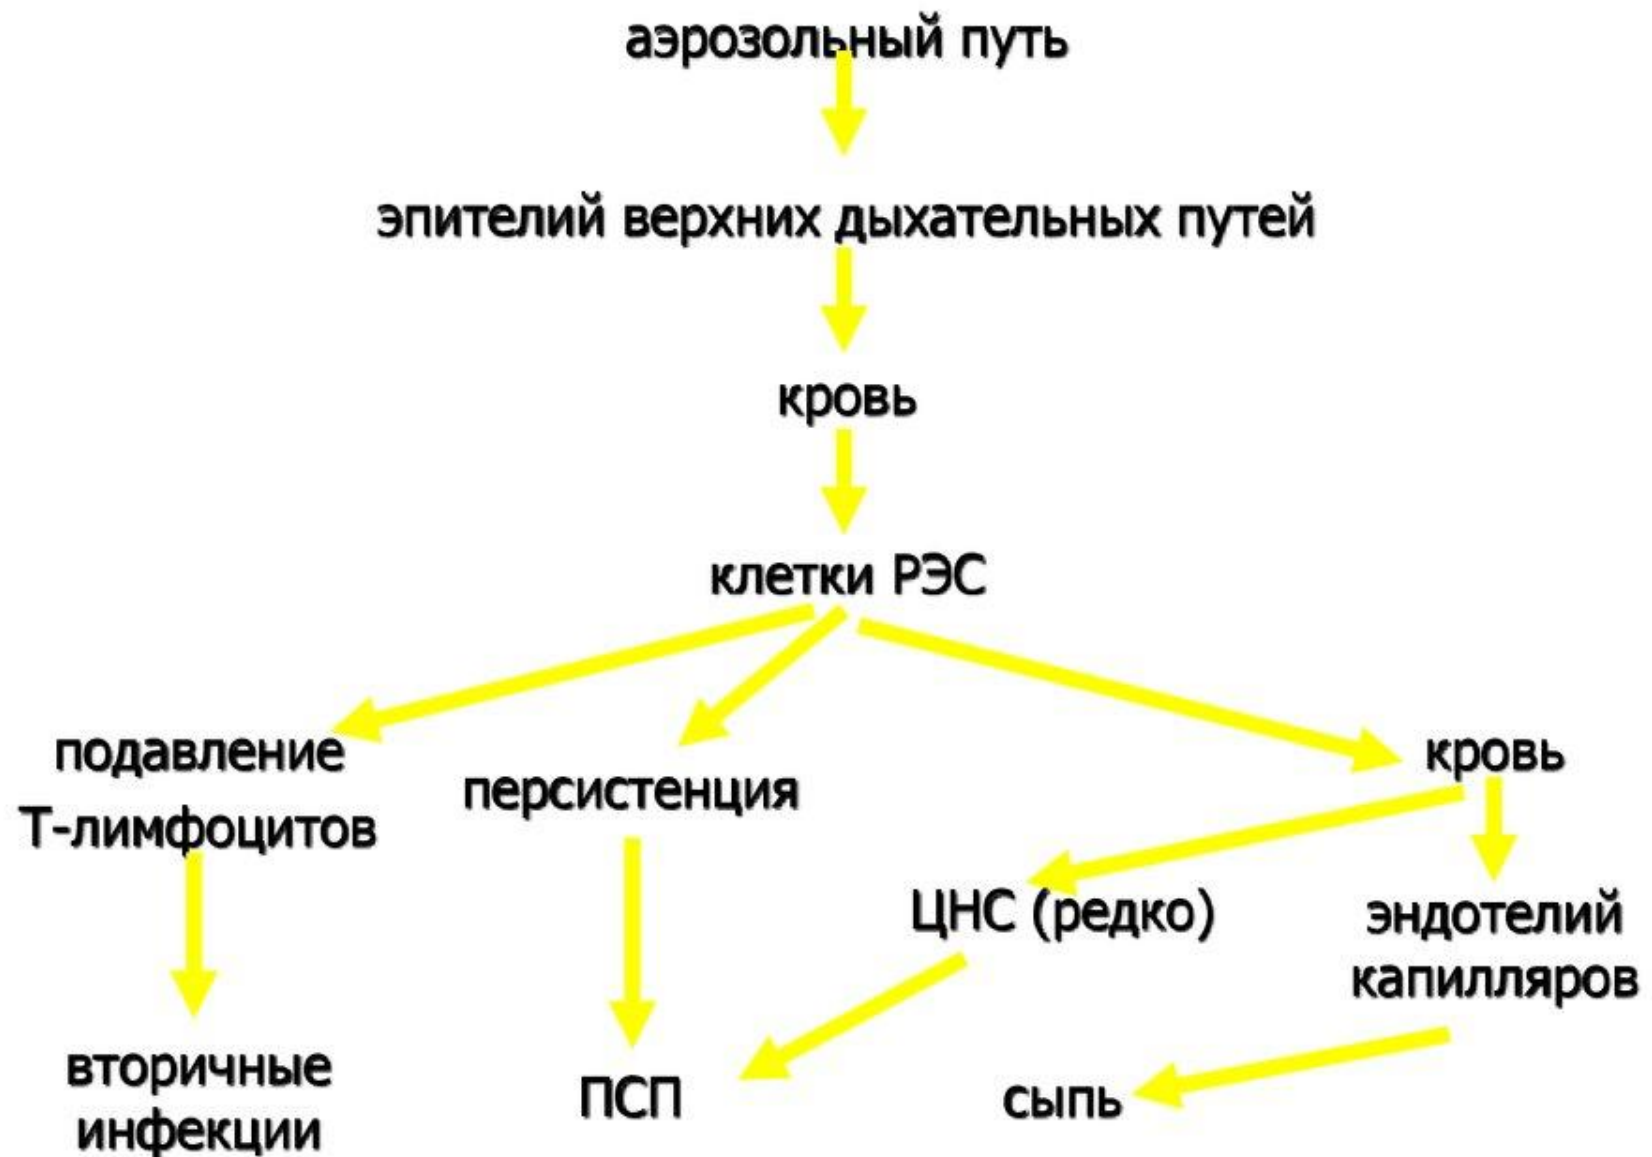 аэрозольный путь
эпителий верхних дыхательных путей
кровь
клетки РЭС
подавление
Т-лимфоцитов
персистенция
кровь
ЦНС (редко)
эндотелий
капилляров
вторичные
инфекции
ПСП
сыпь